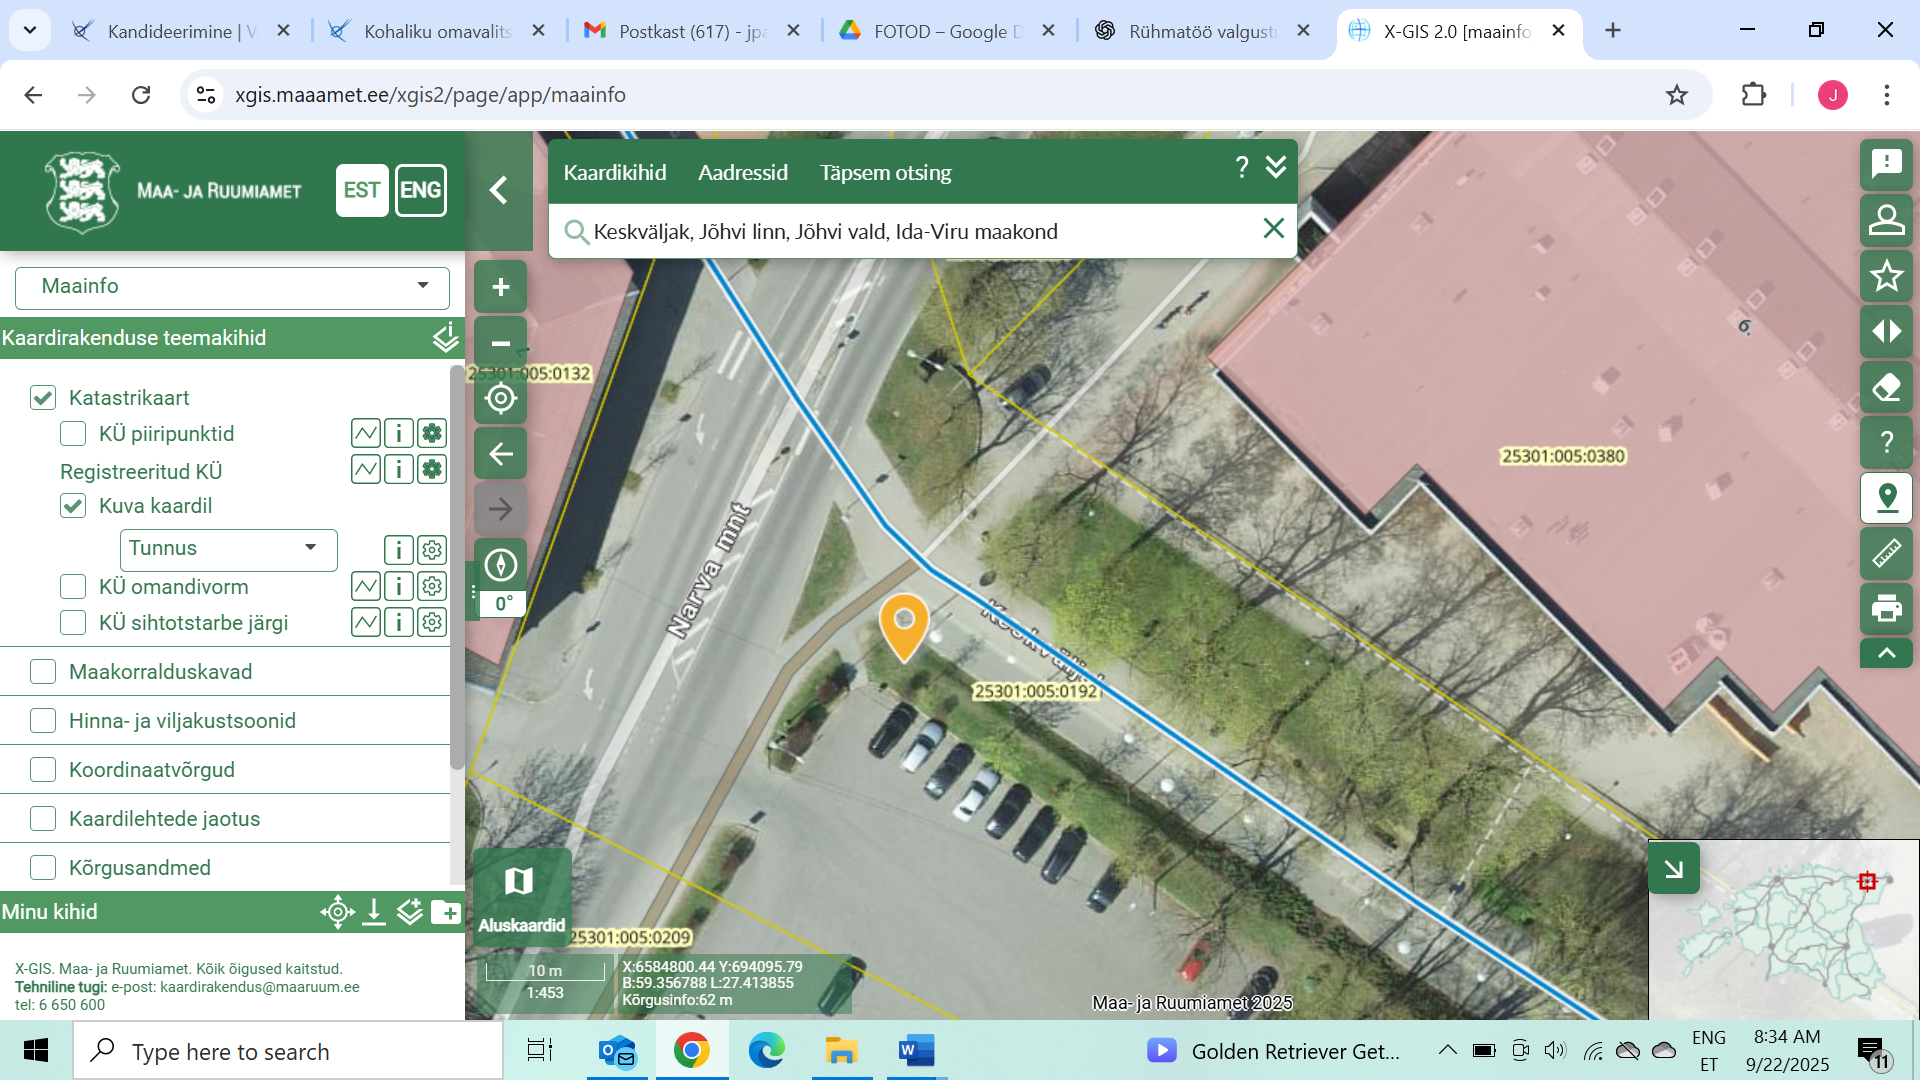 Kandideerimine | V
Kohaliku omavalits
Postkast (617) - jpa
FOTOD – Google D
Rühmatöö valgustu
X-GIS 2.0 [maainfo
xgis.maaamet.ee/xgis2/page/app/maainfo
J
MAA- JA RUUMIAMET
EST
ENG
Kaardikihid
Aadressid
Täpsem otsing
?
Keskväljak, Jõhvi linn, Jõhvi vald, Ida-Viru maakond
Maainfo
Kaardirakenduse teemakihid
Katastrikaart
KÜ piiripunktid
Registreeritud KÜ
Kuva kaardil
Tunnus
KÜ omandivorm
KÜ sihtotstarbe järgi
Maakorralduskavad
Hinna- ja viljakustsoonid
Koordinaatvõrgud
Kaardilehtede jaotus
Kõrgusandmed
Minu kihid
X-GIS. Maa- ja Ruumiamet. Kõik õigused kaitstud.
Tehniline tugi: e-post: kaardirakendus@maaruum.ee
tel: 6 650 600
0°
25301:005:0132
6
25301:005:0380
Narva mnt
25301:005:0192
25301:005:0209
Aluskaardid
10 m
1:453
X:6584800.44 Y:694095.79
B:59.356788 L:27.413855
Kõrgusinfo:62 m
Maa- ja Ruumiamet 2025
Type here to search
Golden Retriever Get...
ENG
ET
8:34 AM
9/22/2025
11